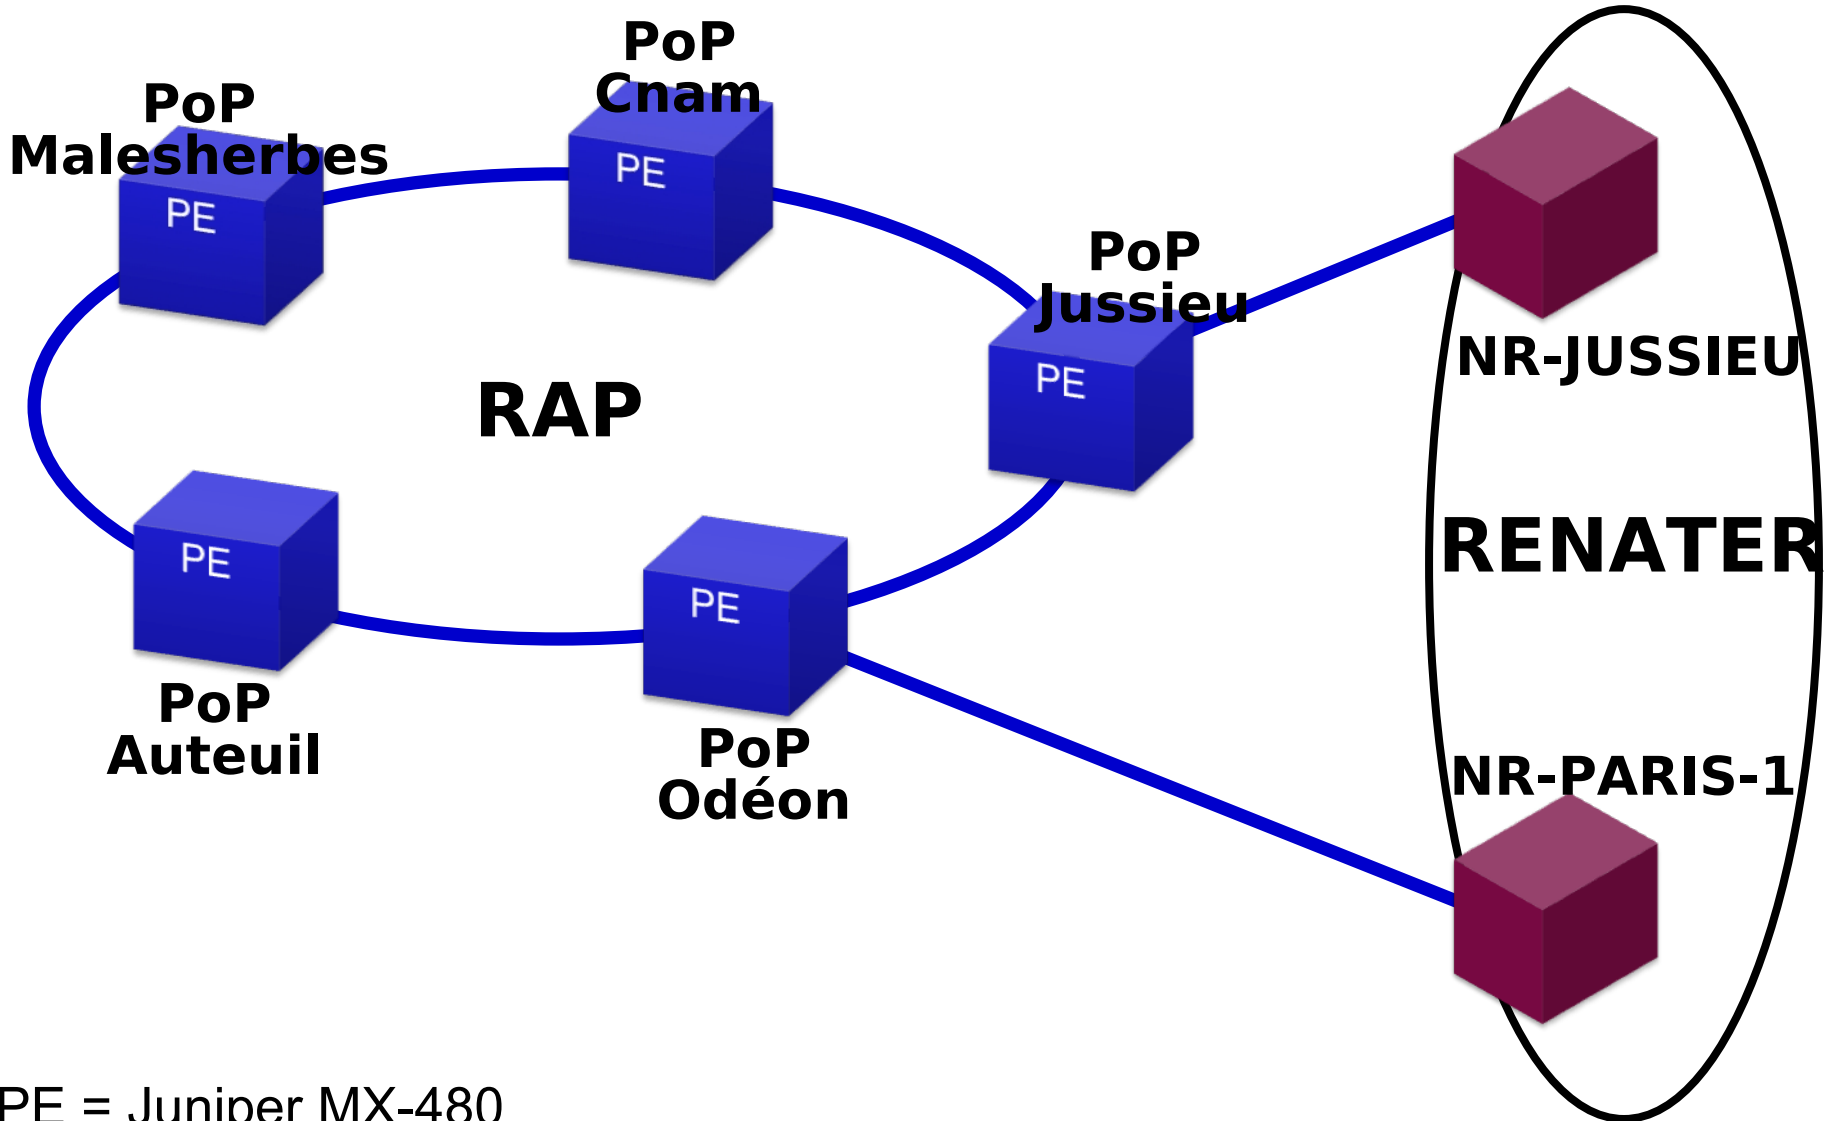 PoP
Cnam
PoP
Malesherbes
PE
PE
PoP
Jussieu
PE
NR-JUSSIEU
RAP
RENATER
PE
PE
PoP
Auteuil
PoP
Odéon
NR-PARIS-1
PE = Juniper MX-480